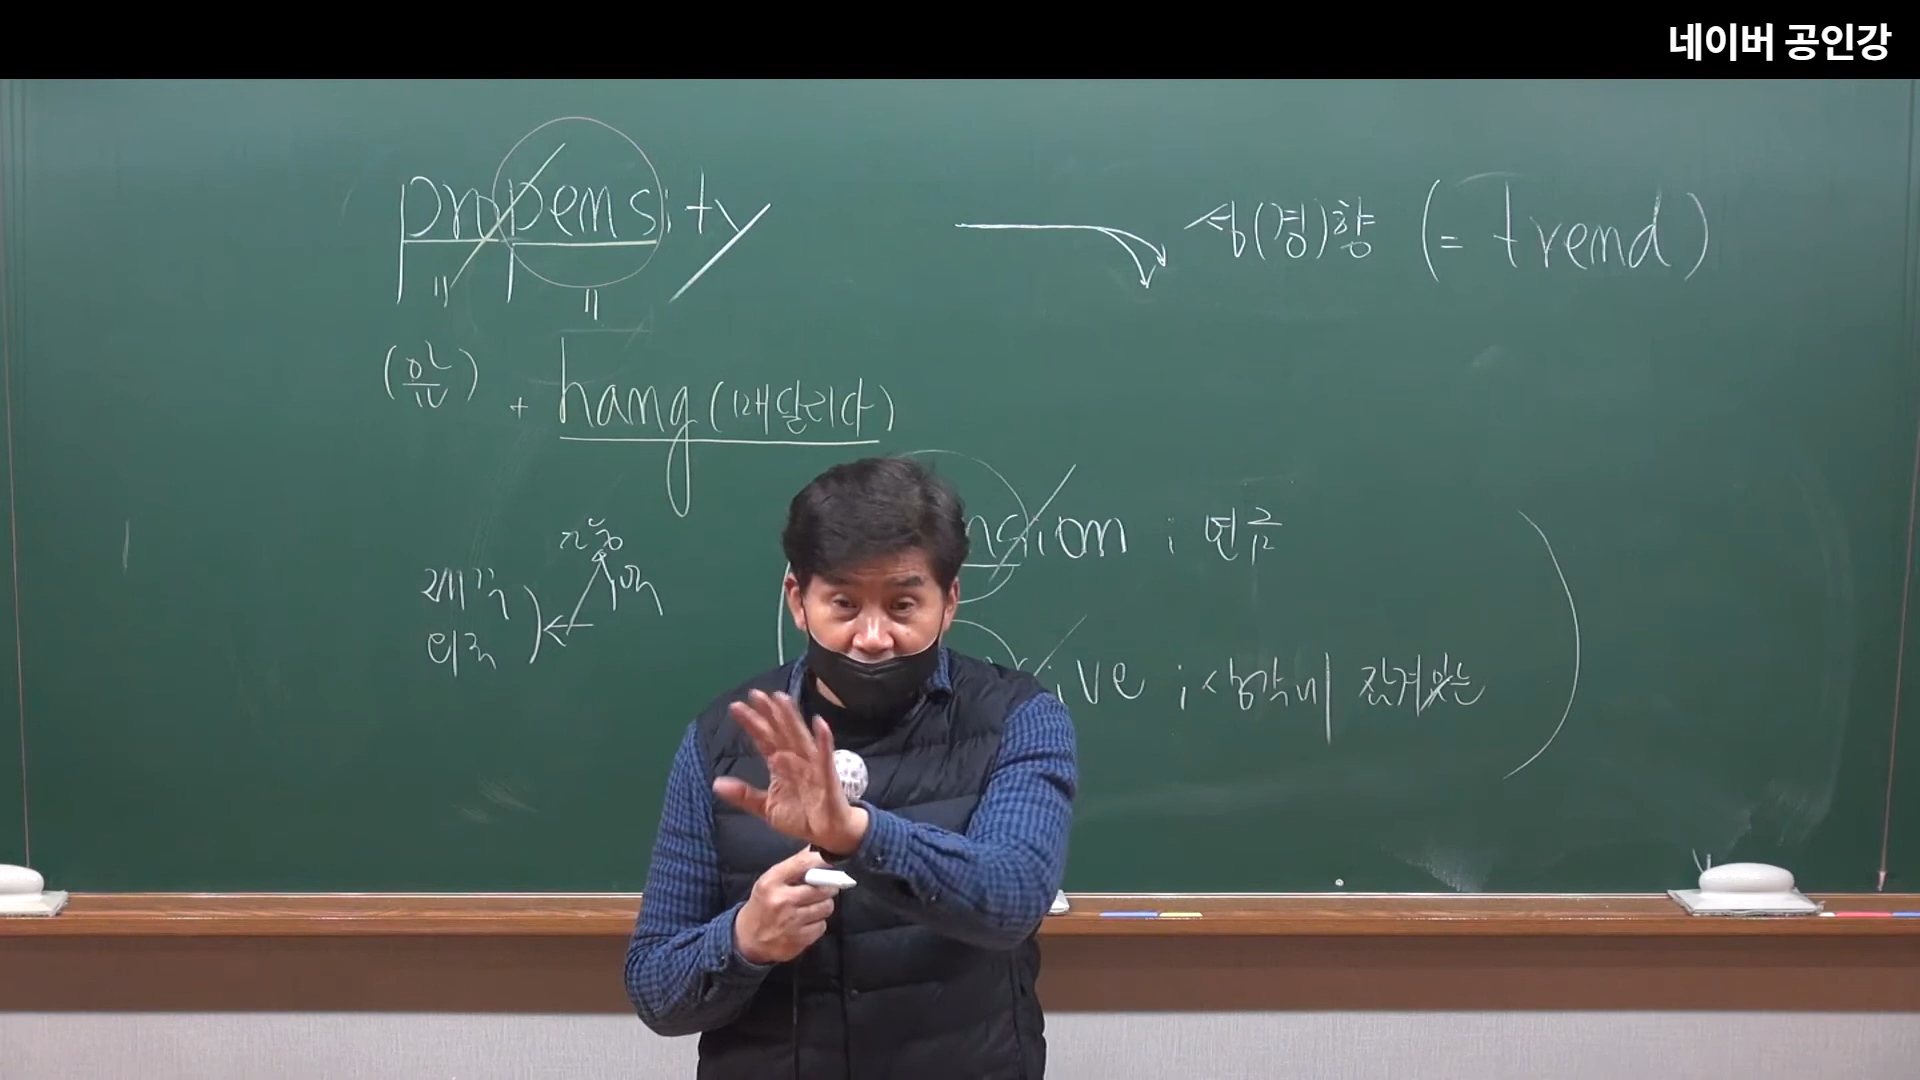 네이버 공인강
propensity 성(경)향 (= trend)
(앞) + hang (매달리다)
nsion ; 연금
ive ; 생각에 잠겨있는